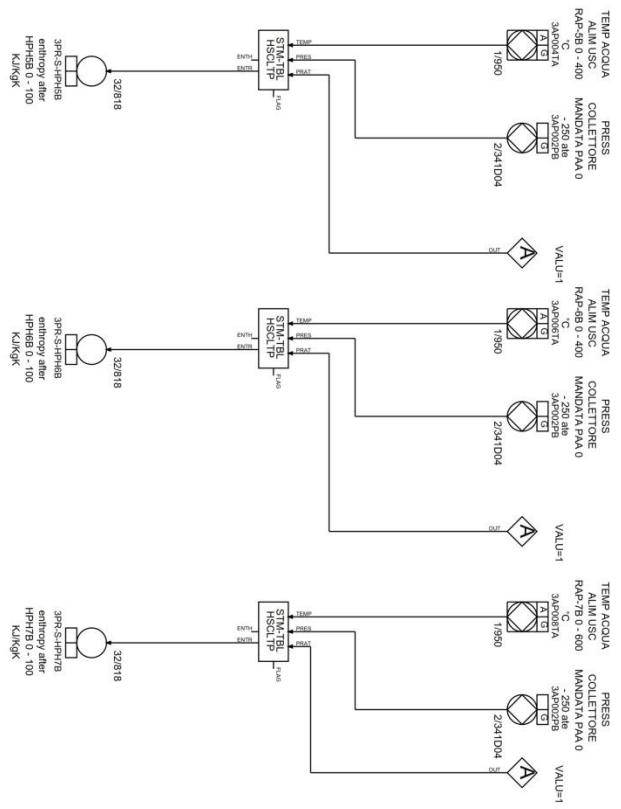 TEMP ACQUA
ALIM USC
RAP-5B 0 - 400
°C
3AP004TA
A
G
1/950
PRESS
COLLETTORE
MANDATA PAA 0
- 250 ate
3AP002PB
G
2/341D04
VALU=1
A
OUT
TEMP
PRES
PRAT
STM-TBL
HSCLTP
ENTH
ENTR
FLAG
32/818
3PR-S-HPH5B
enthropy after
HPH5B 0 - 100
KJ/KgK
TEMP ACQUA
ALIM USC
RAP-6B 0 - 400
°C
3AP006TA
A
G
1/950
PRESS
COLLETTORE
MANDATA PAA 0
- 250 ate
3AP002PB
G
2/341D04
VALU=1
A
OUT
TEMP
PRES
PRAT
STM-TBL
HSCLTP
ENTH
ENTR
FLAG
32/818
3PR-S-HPH6B
enthropy after
HPH6B 0 - 100
KJ/KgK
TEMP ACQUA
ALIM USC
RAP-7B 0 - 600
°C
3AP008TA
A
G
1/950
PRESS
COLLETTORE
MANDATA PAA 0
- 250 ate
3AP002PB
G
2/341D04
VALU=1
A
OUT
TEMP
PRES
PRAT
STM-TBL
HSCLTP
ENTH
ENTR
FLAG
32/818
3PR-S-HPH7B
enthropy after
HPH7B 0 - 100
KJ/KgK